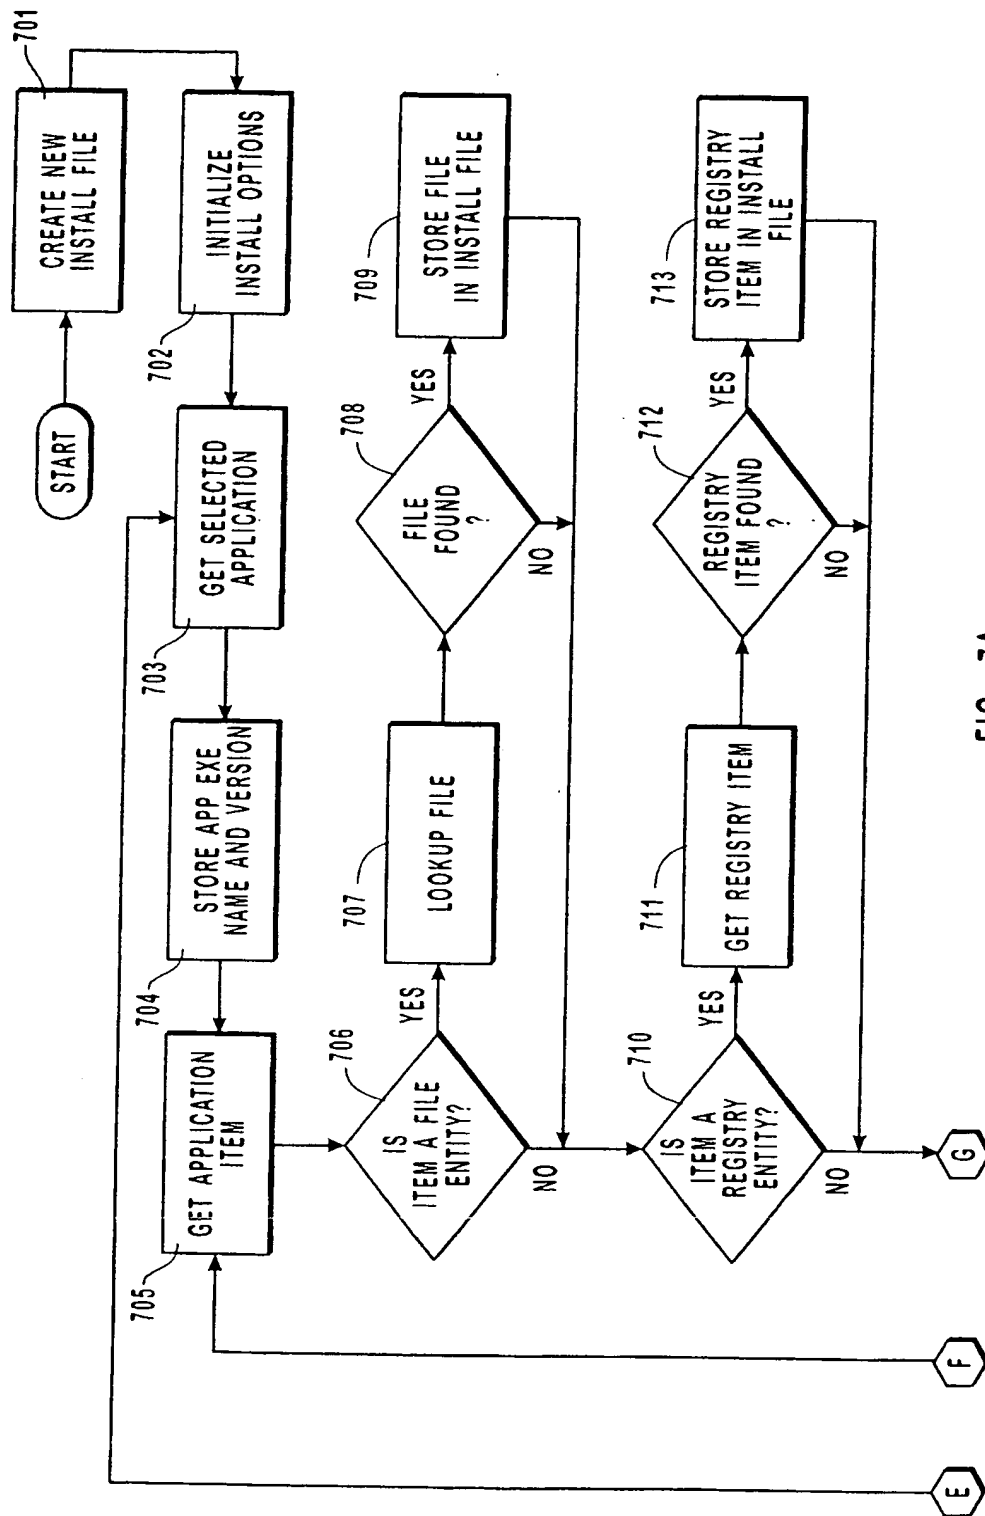 START
701
CREATE NEW
INSTALL FILE
702
INITIALIZE
INSTALL OPTIONS
703
GET SELECTED
APPLICATION
704
STORE APP EXE
NAME AND VERSION
705
GET APPLICATION
ITEM
706
IS
ITEM A FILE
ENTITY?
YES
NO
707
LOOKUP FILE
708
FILE
FOUND
?
YES
NO
709
STORE FILE
IN INSTALL FILE
710
IS
ITEM A
REGISTRY
ENTITY?
YES
NO
711
GET REGISTRY ITEM
712
REGISTRY
ITEM FOUND
?
YES
NO
713
STORE REGISTRY
ITEM IN INSTALL
FILE
E
F
G